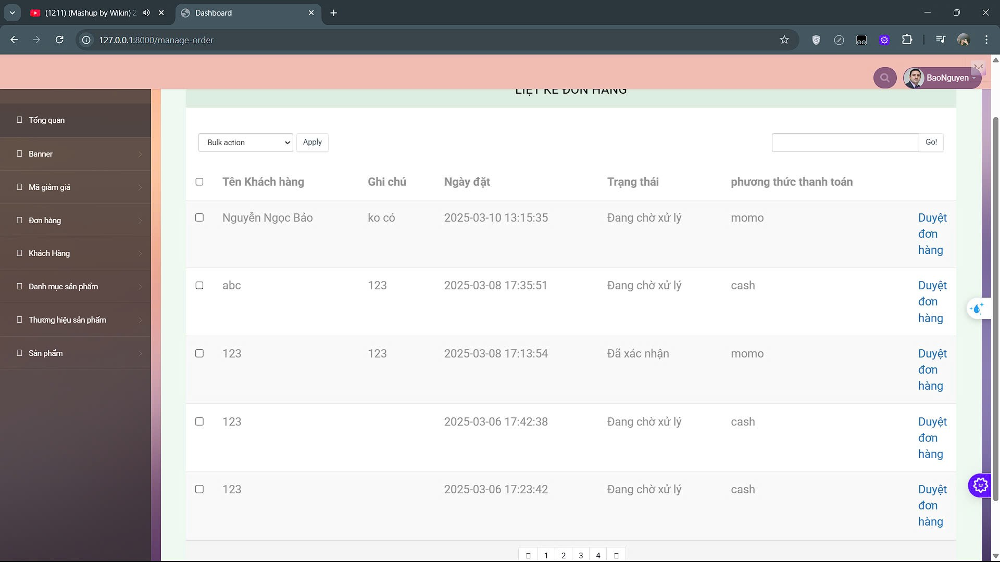 (1211) (Mashup by Wikin) 2
Dashboard
127.0.0.1:8000/manage-order
BaoNguyen
LIỆT KÊ ĐƠN HÀNG
Tổng quan
Banner
Mã giảm giá
Đơn hàng
Khách Hàng
Danh mục sản phẩm
Thương hiệu sản phẩm
Sản phẩm
Bulk action
Apply
Go!
Tên Khách hàng Ghi chú Ngày đặt Trạng thái phương thức thanh toán
Nguyễn Ngọc Bảo ko có 2025-03-10 13:15:35 Đang chờ xử lý momo Duyệt
đơn
hàng
abc 123 2025-03-08 17:35:51 Đang chờ xử lý cash Duyệt
đơn
hàng
123 123 2025-03-08 17:13:54 Đã xác nhận momo Duyệt
đơn
hàng
123 2025-03-06 17:42:38 Đang chờ xử lý cash Duyệt
đơn
hàng
123 2025-03-06 17:23:42 Đang chờ xử lý cash Duyệt
đơn
hàng
1 2 3 4